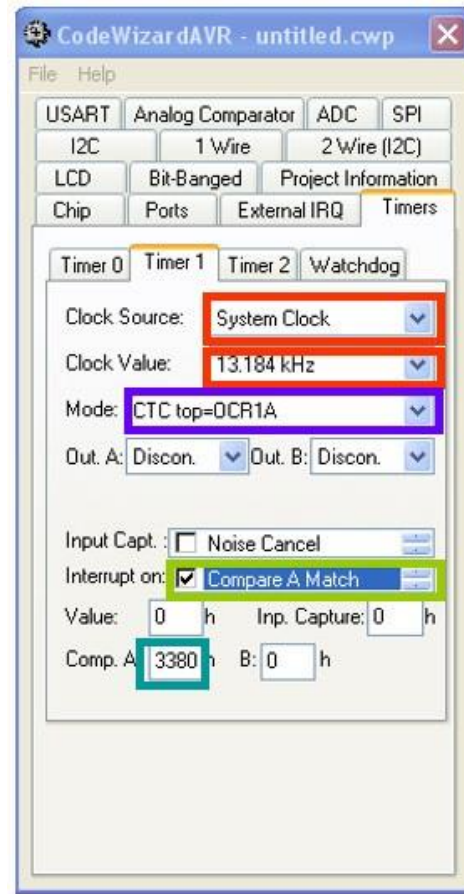 CodeWizardAVR - untitled.cwp
File Help
USART Analog Comparator ADC SPI
I2C 1 Wire 2 Wire (I2C)
LCD Bit-Banged Project Information
Chip Ports External IRQ Timers
Timer 0 Timer 1 Timer 2 Watchdog
Clock Source: System Clock
Clock Value: 13.184 kHz
Mode: CTC top=OCR1A
Out. A: Discon. Out. B: Discon.
Input Capt. : Noise Cancel
Interrupt on: Compare A Match
Value: 0 h Inp. Capture: 0 h
Comp. A 3380 h B: 0 h